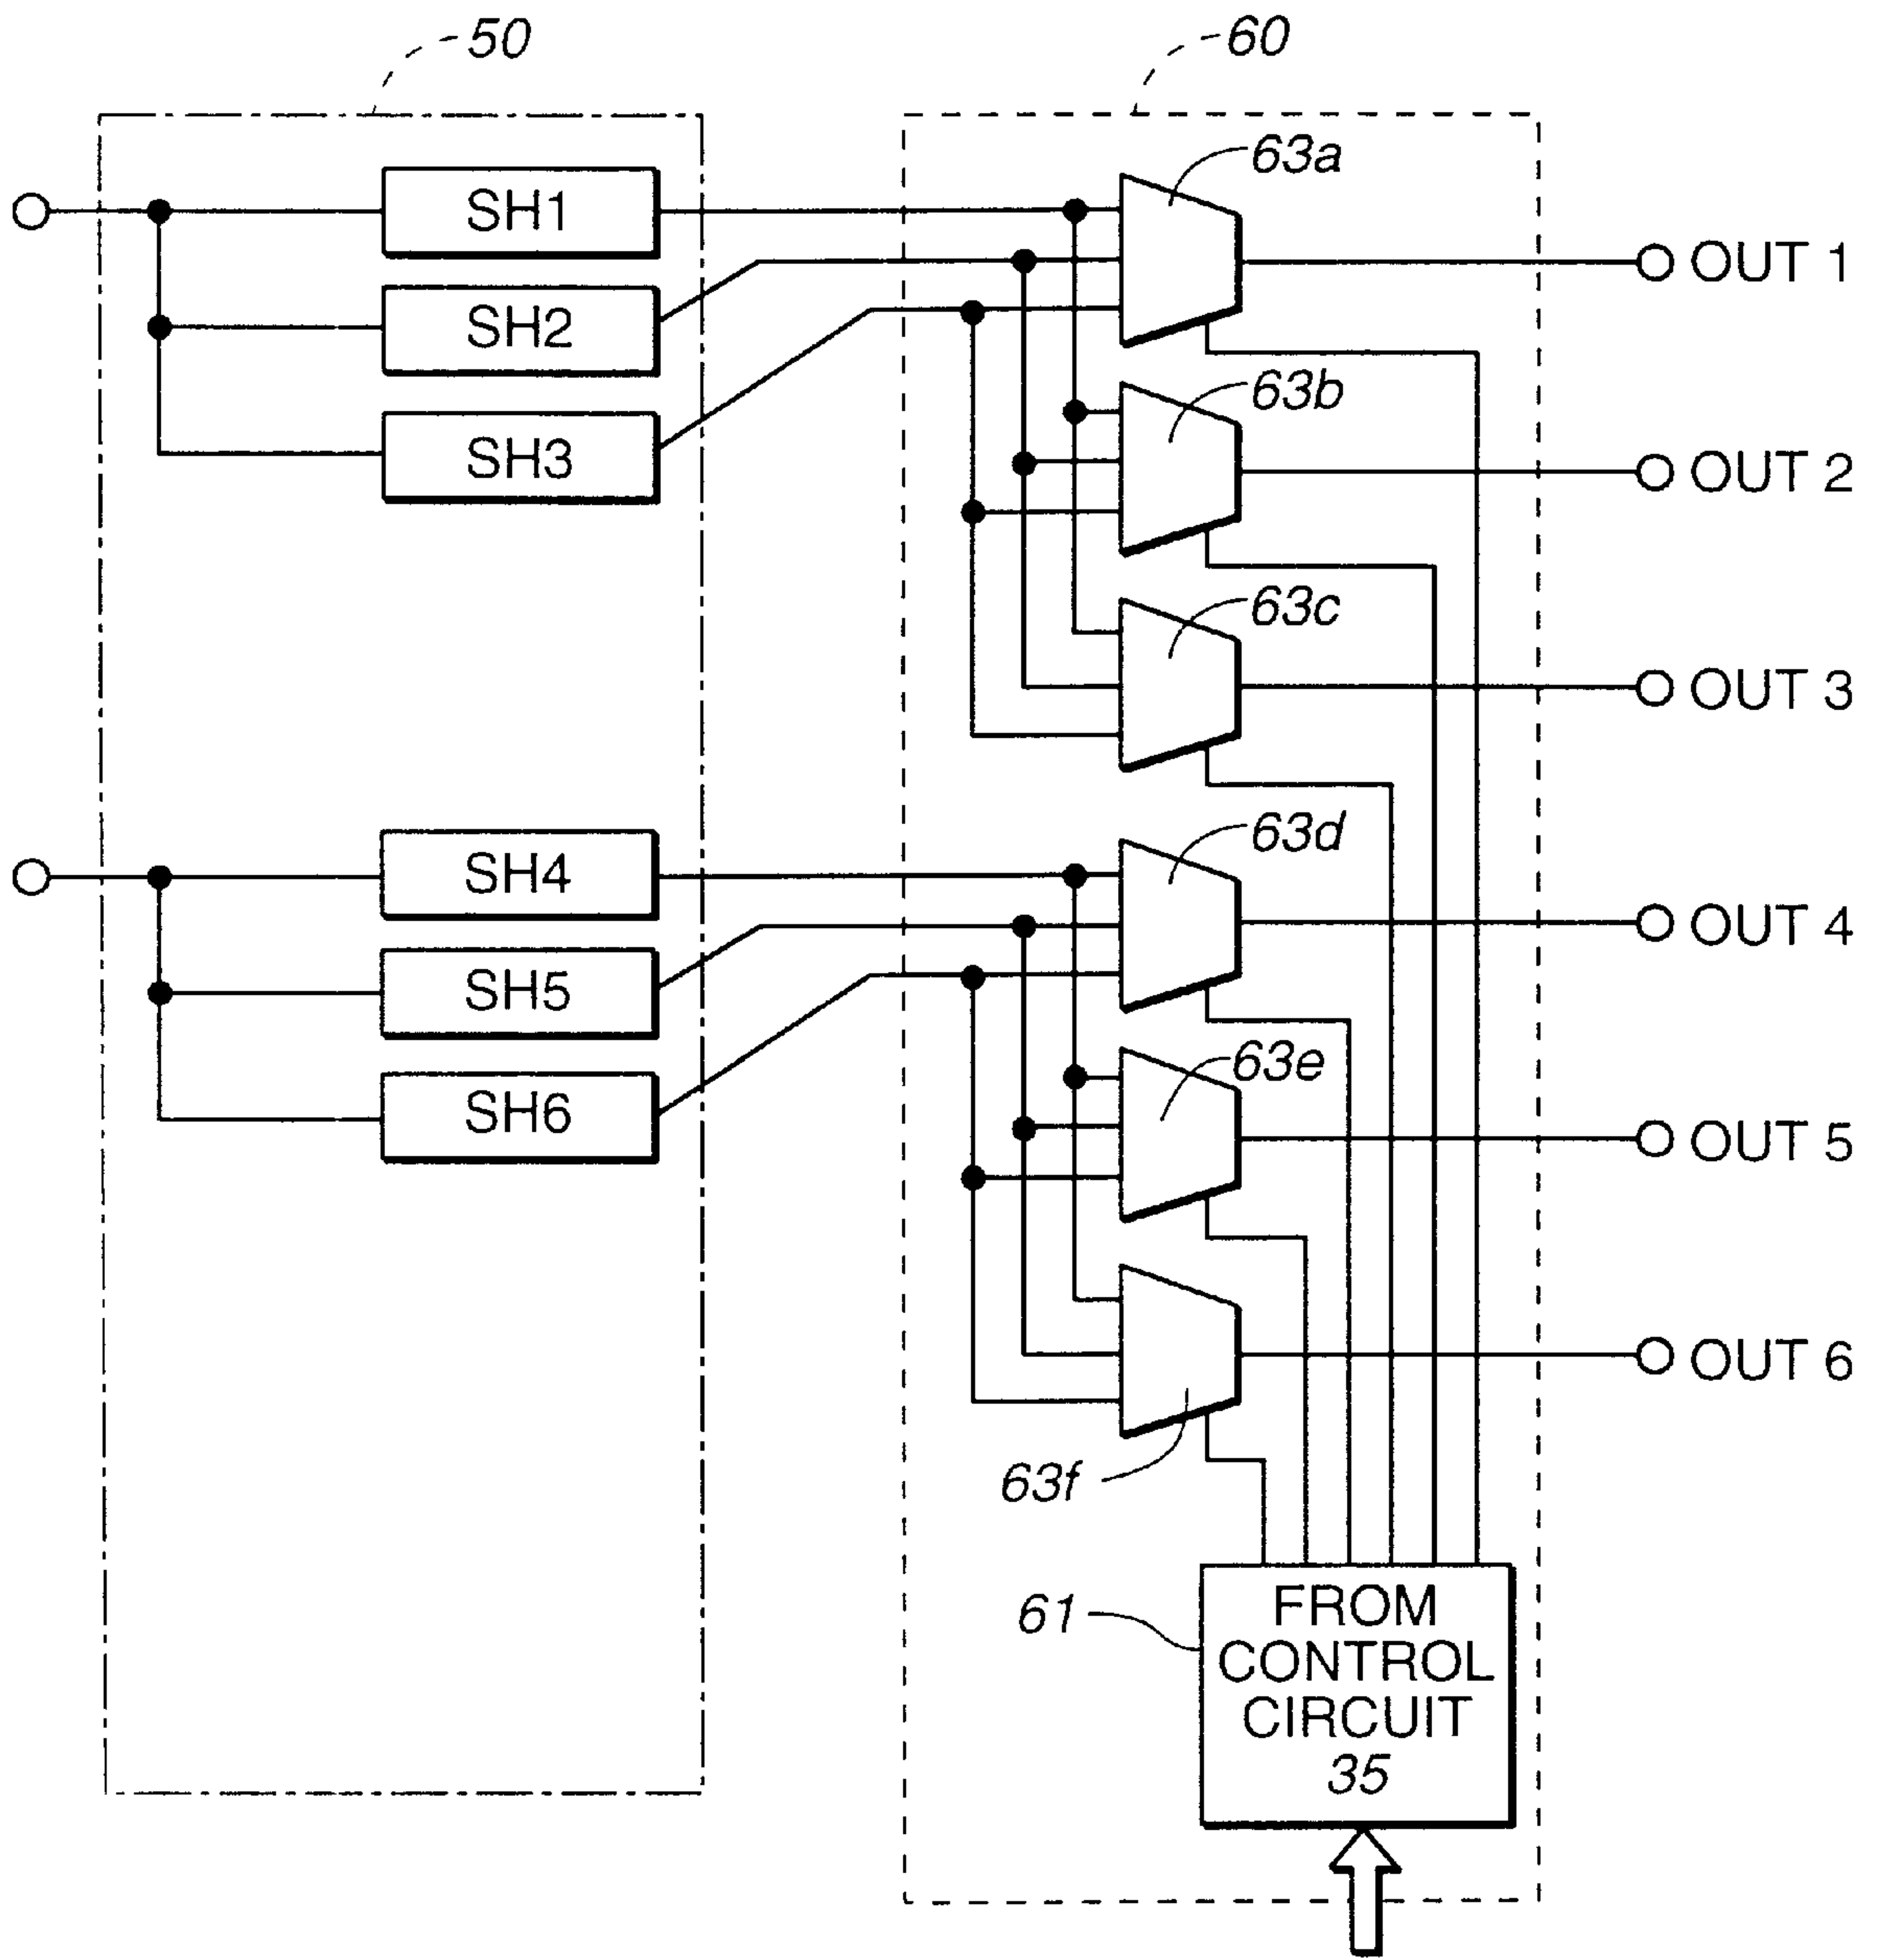 50
60
63a
SH1
OUT 1
SH2
63b
SH3
OUT 2
63c
OUT 3
63d
SH4
OUT 4
SH5
63e
SH6
OUT 5
OUT 6
63f
61
FROM
CONTROL
CIRCUIT
35